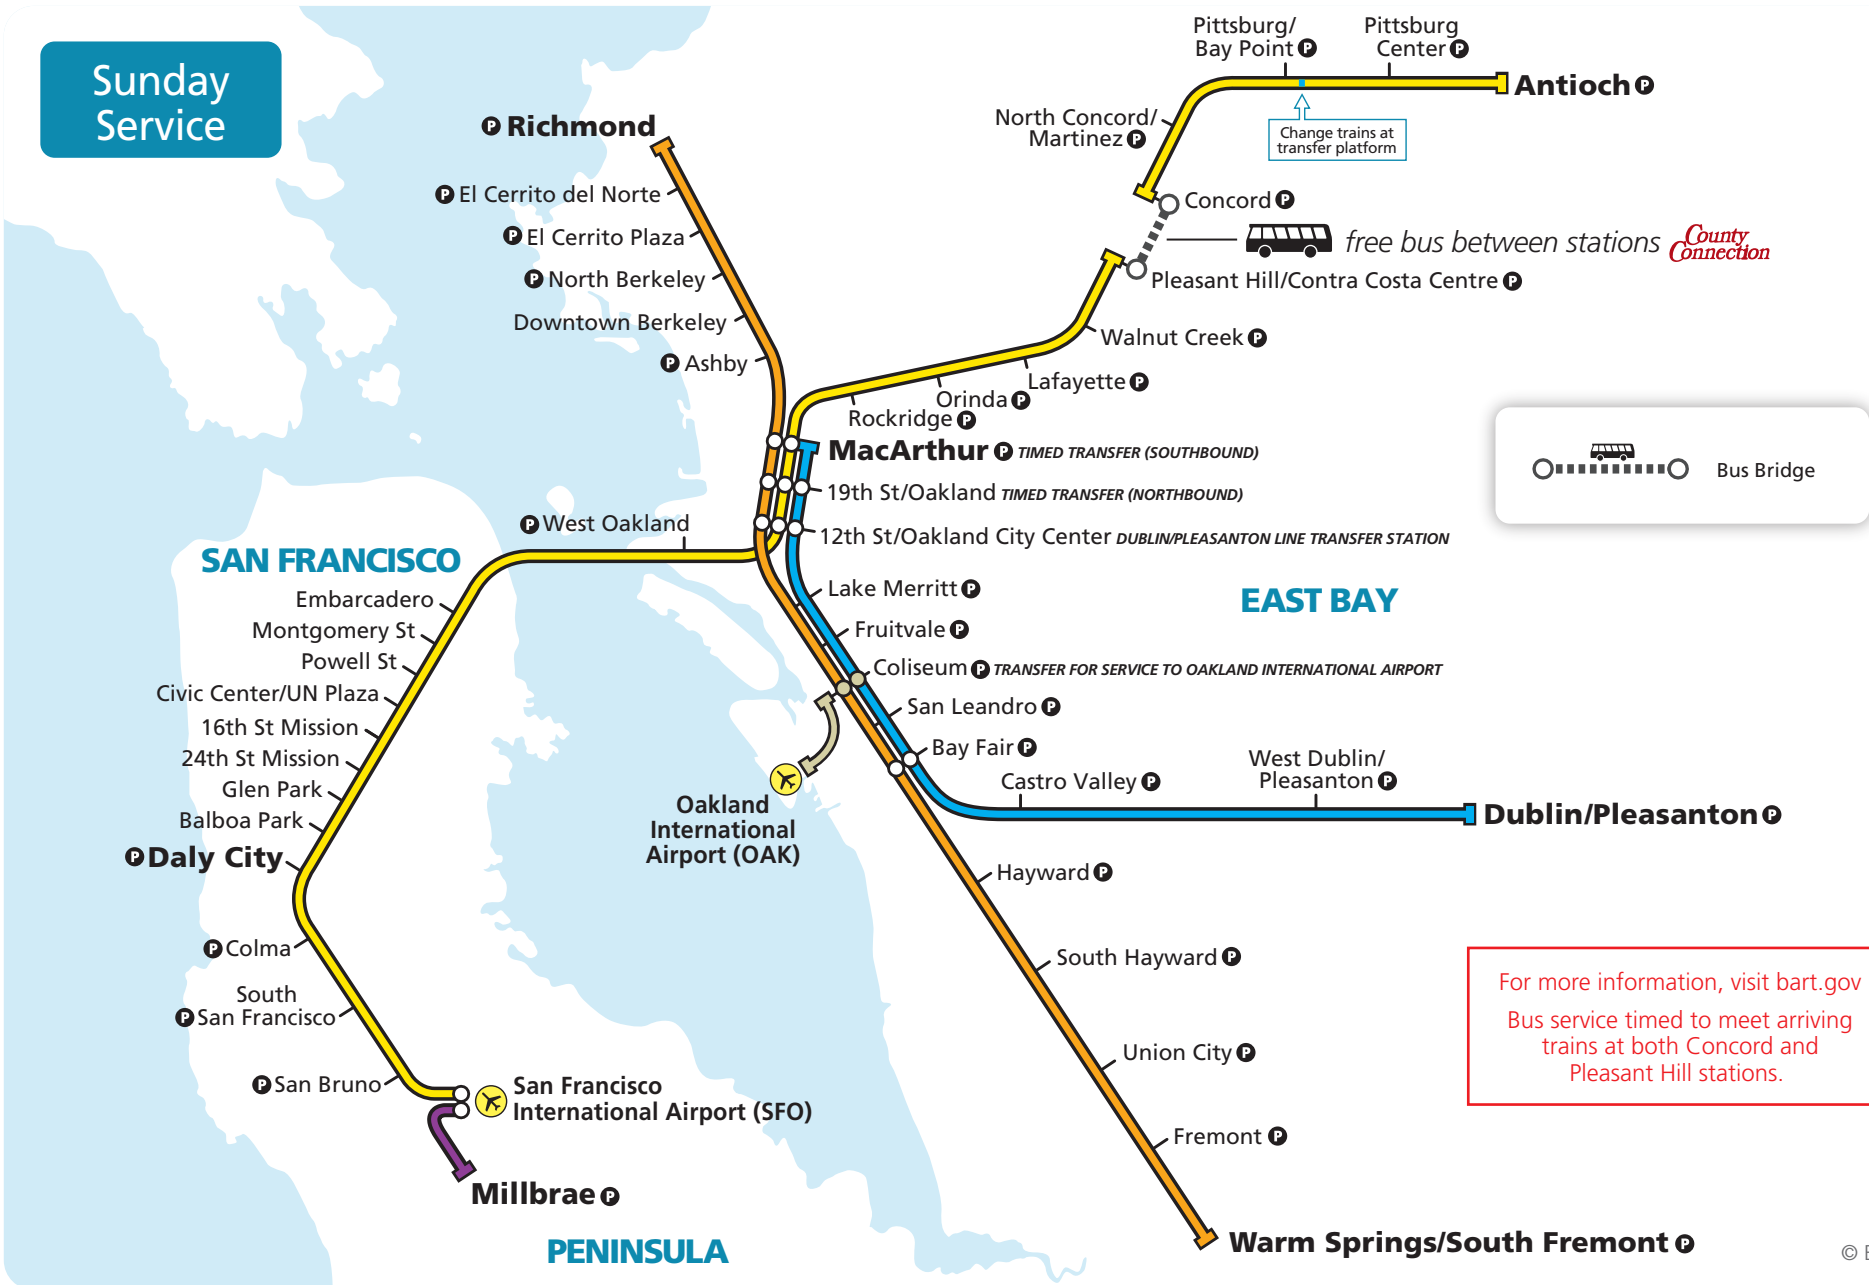 Sunday
Service
Pittsburg/
Bay Point P
Pittsburg
Center P
Antioch P
North Concord/
Martinez P
Change trains at
transfer platform
P Richmond
P El Cerrito del Norte
P El Cerrito Plaza
P North Berkeley
Downtown Berkeley
P Ashby
Concord P
free bus between stations
County
Connection
Pleasant Hill/Contra Costa Centre P
Walnut Creek P
Lafayette P
Orinda P
Rockridge P
MacArthur P TIMED TRANSFER (SOUTHBOUND)
19th St/Oakland TIMED TRANSFER (NORTHBOUND)
12th St/Oakland City Center DUBLIN/PLEASANTON LINE TRANSFER STATION
Bus Bridge
P West Oakland
SAN FRANCISCO
Embarcadero
Montgomery St
Powell St
Civic Center/UN Plaza
16th St Mission
24th St Mission
Glen Park
Balboa Park
P Daly City
P Colma
South
P San Francisco
P San Bruno
San Francisco
International Airport (SFO)
Millbrae P
PENINSULA
EAST BAY
Lake Merritt P
Fruitvale P
Coliseum P TRANSFER FOR SERVICE TO OAKLAND INTERNATIONAL AIRPORT
San Leandro P
Bay Fair P
Oakland
International
Airport (OAK)
Castro Valley P
West Dublin/
Pleasanton P
Dublin/Pleasanton P
Hayward P
South Hayward P
Union City P
Fremont P
Warm Springs/South Fremont P
For more information, visit bart.gov
Bus service timed to meet arriving
trains at both Concord and
Pleasant Hill stations.
©